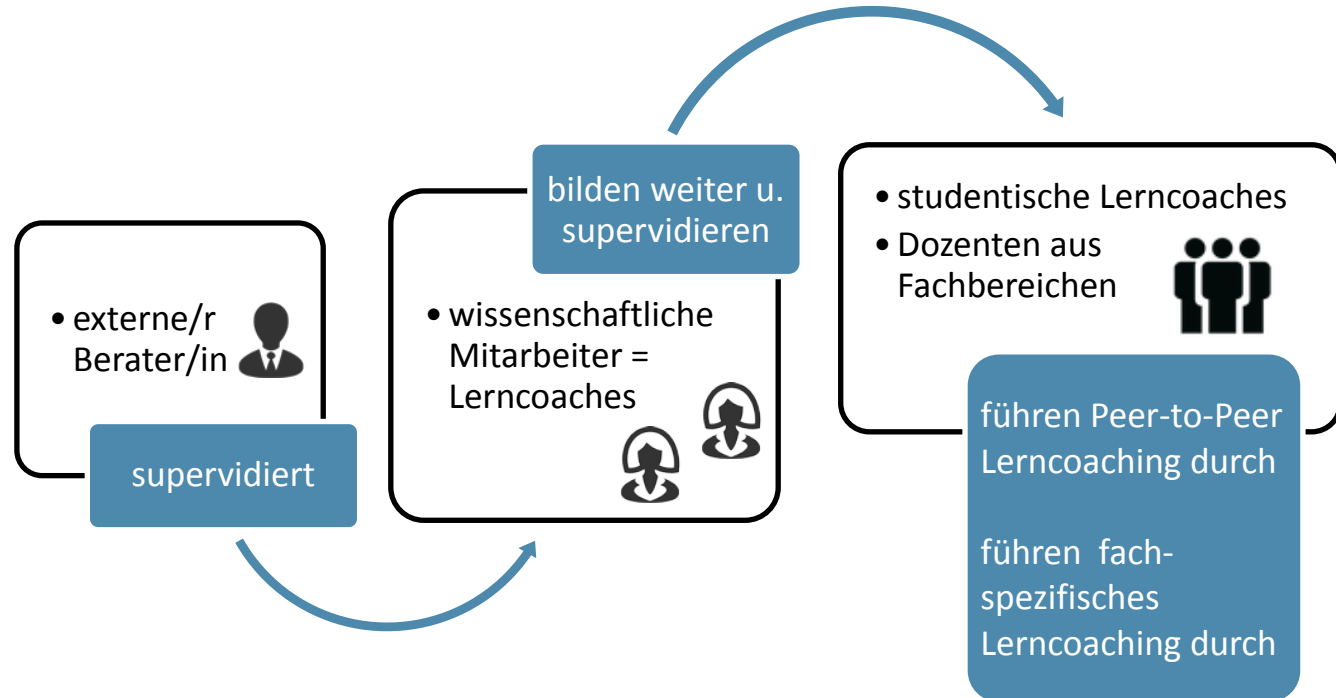 • externe/r
Berater/in
supervidiert
bilden weiter u.
supervidieren
• wissenschaftliche
Mitarbeiter =
Lerncoaches
• studentische Lerncoaches
• Dozenten aus
Fachbereichen
führen Peer-to-Peer
Lerncoaching durch
führen  fach-
spezifisches
Lerncoaching durch